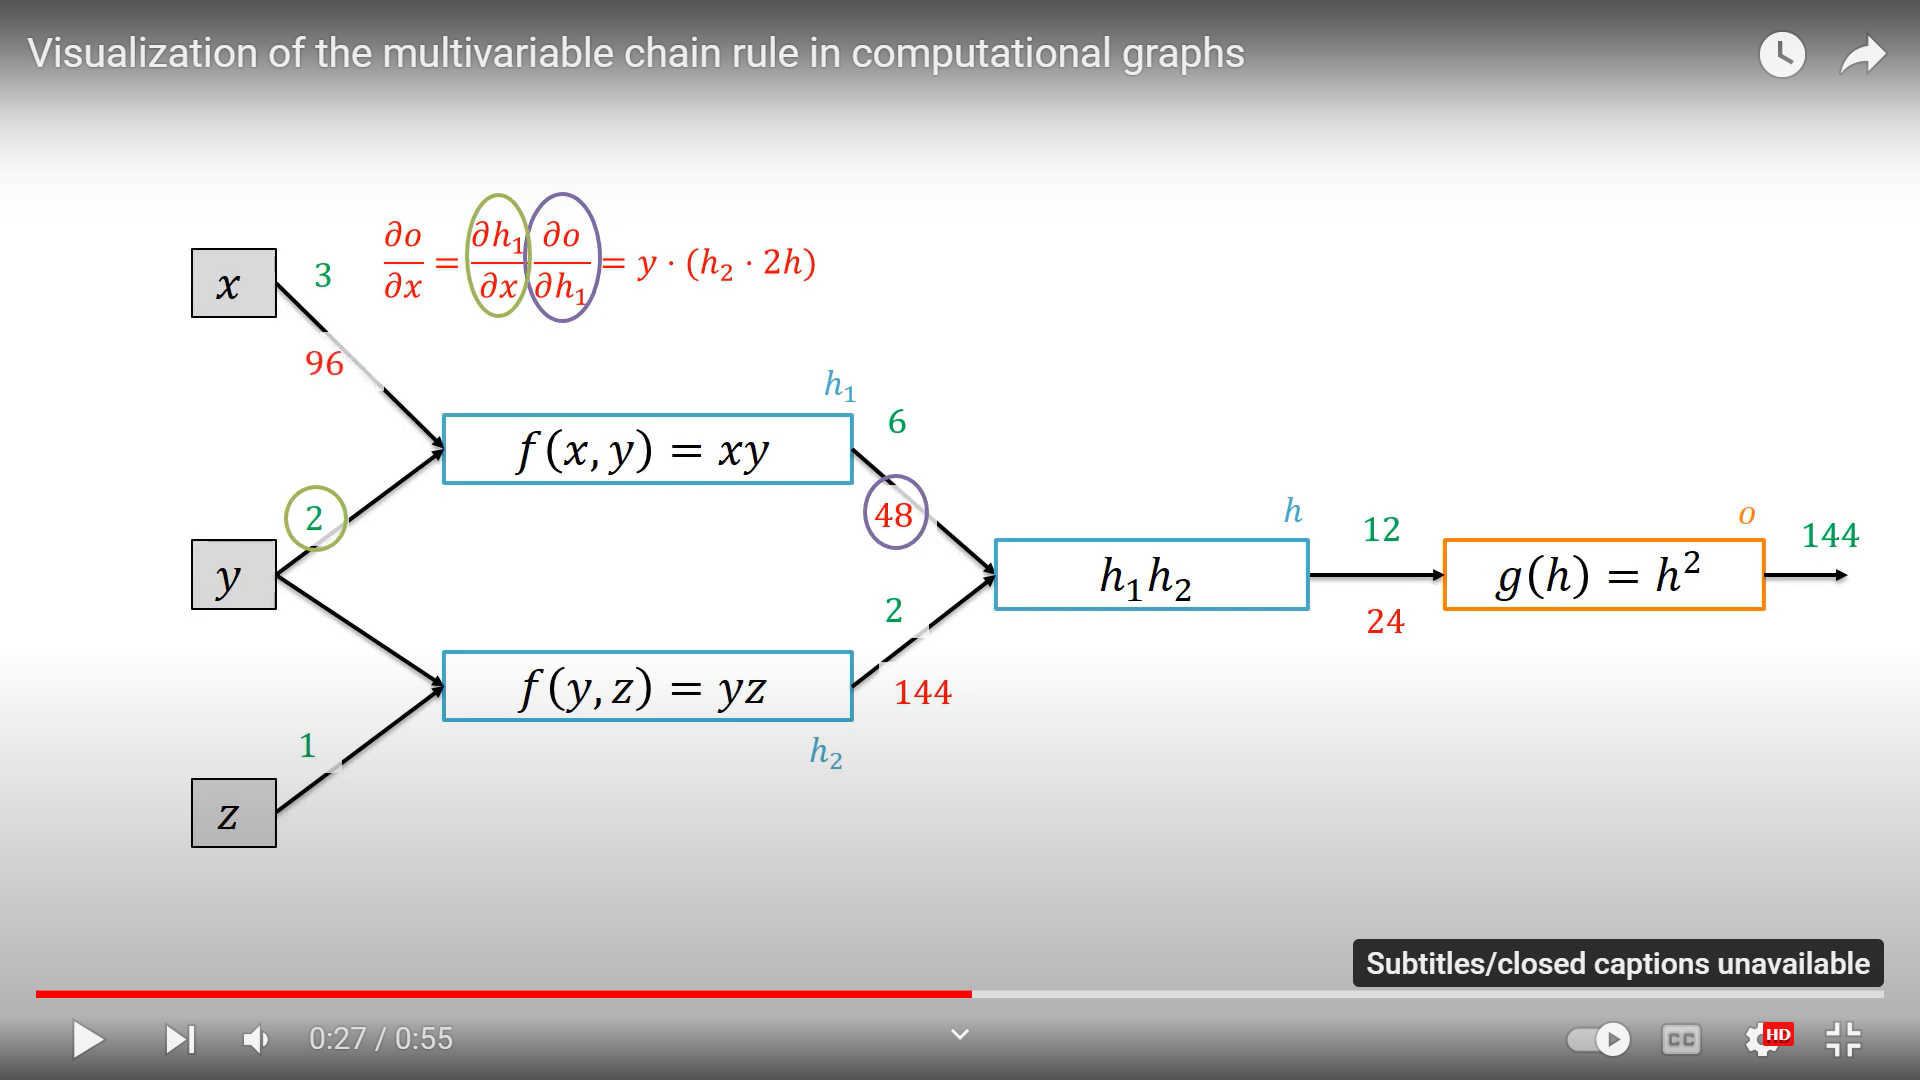 Visualization of the multivariable chain rule in computational graphs
∂o/∂x = ∂h₁/∂x ∂o/∂h₁ = y · (h₂ · 2h)
x
3
96
h₁
6
f(x, y) = xy
2
48
y
h
12
o
144
h₁h₂
g(h) = h²
2
24
f(y, z) = yz
144
1
h₂
z
Subtitles/closed captions unavailable
0:27 / 0:55
CC
HD